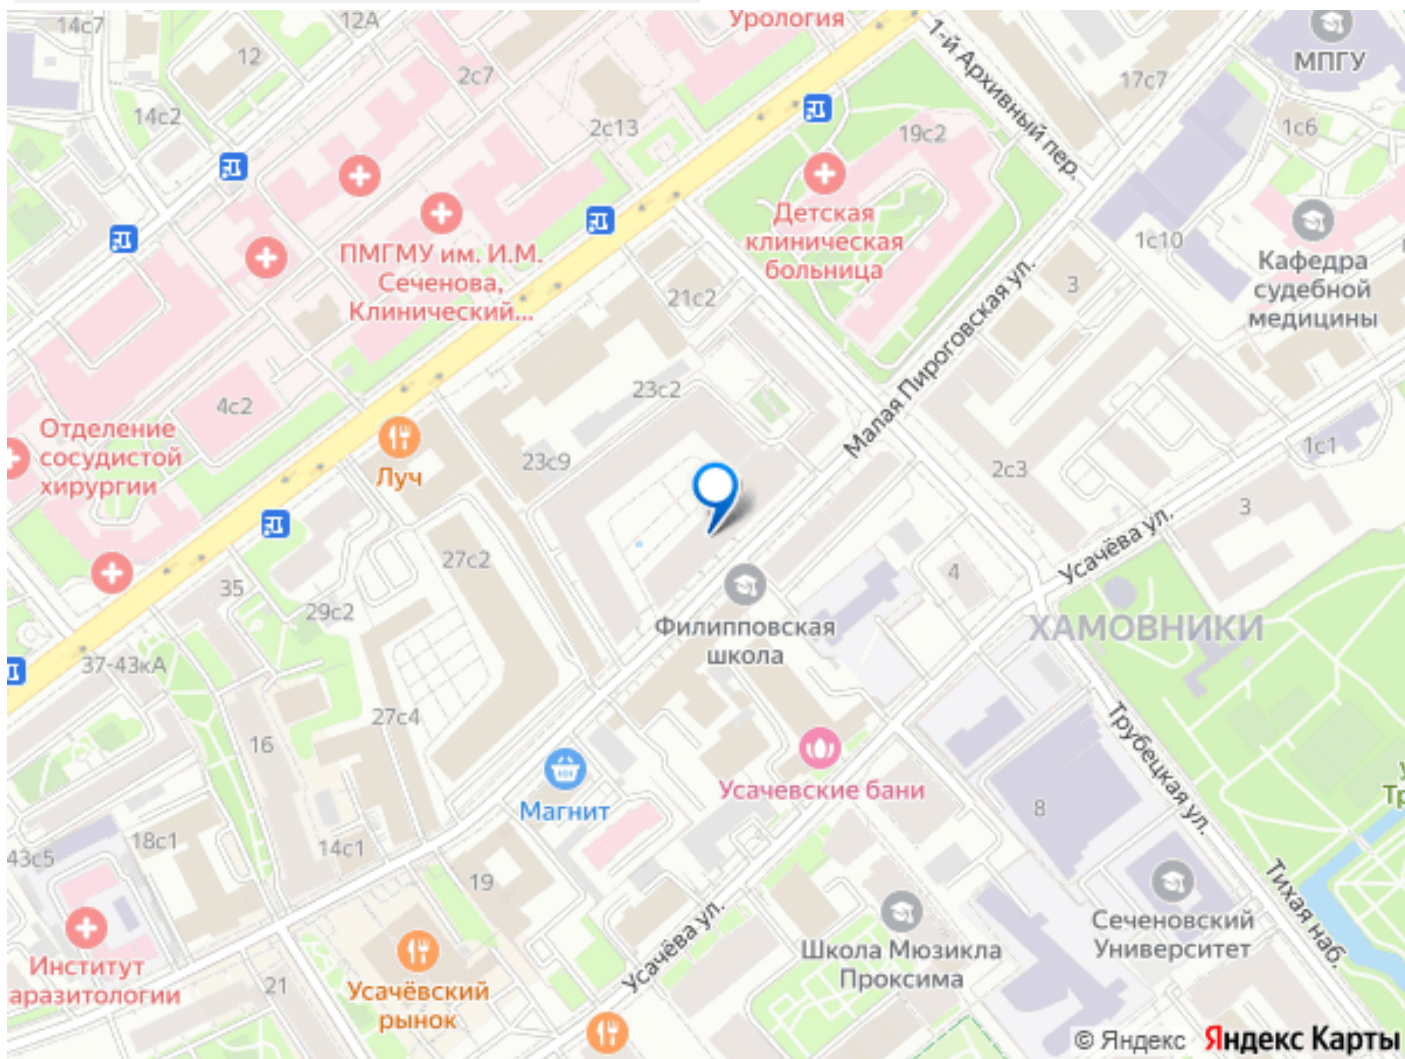 14с7
12А
Урология
12
2с7
14с2
2с13
19с2
1-й Архивный пер.
17с7
МПГУ
1с6
ПМГМУ им. И.М.
Сеченова,
Клинический...
Детская
клиническая
больница
1с10
Кафедра
судебной
медицины
21с2
3
Малая Пироговская ул.
4с2
23с2
Отделение
сосудистой
хирургии
Луч
23с9
2с3
1с1
3
Усачёва ул.
27с2
35
29с2
4
Филипповская
школа
ХАМОВНИКИ
37-43кА
27с4
16
Трубецкая ул.
Усачевские бани
Магнит
8
18с1
43с5
14с1
19
Тихая наб.
Усачёва ул.
Сеченовский
Университет
Школа Мюзикла
Проксима
Институт
аразитологии
21
Усачёвский
рынок
© Яндекс Яндекс Карты